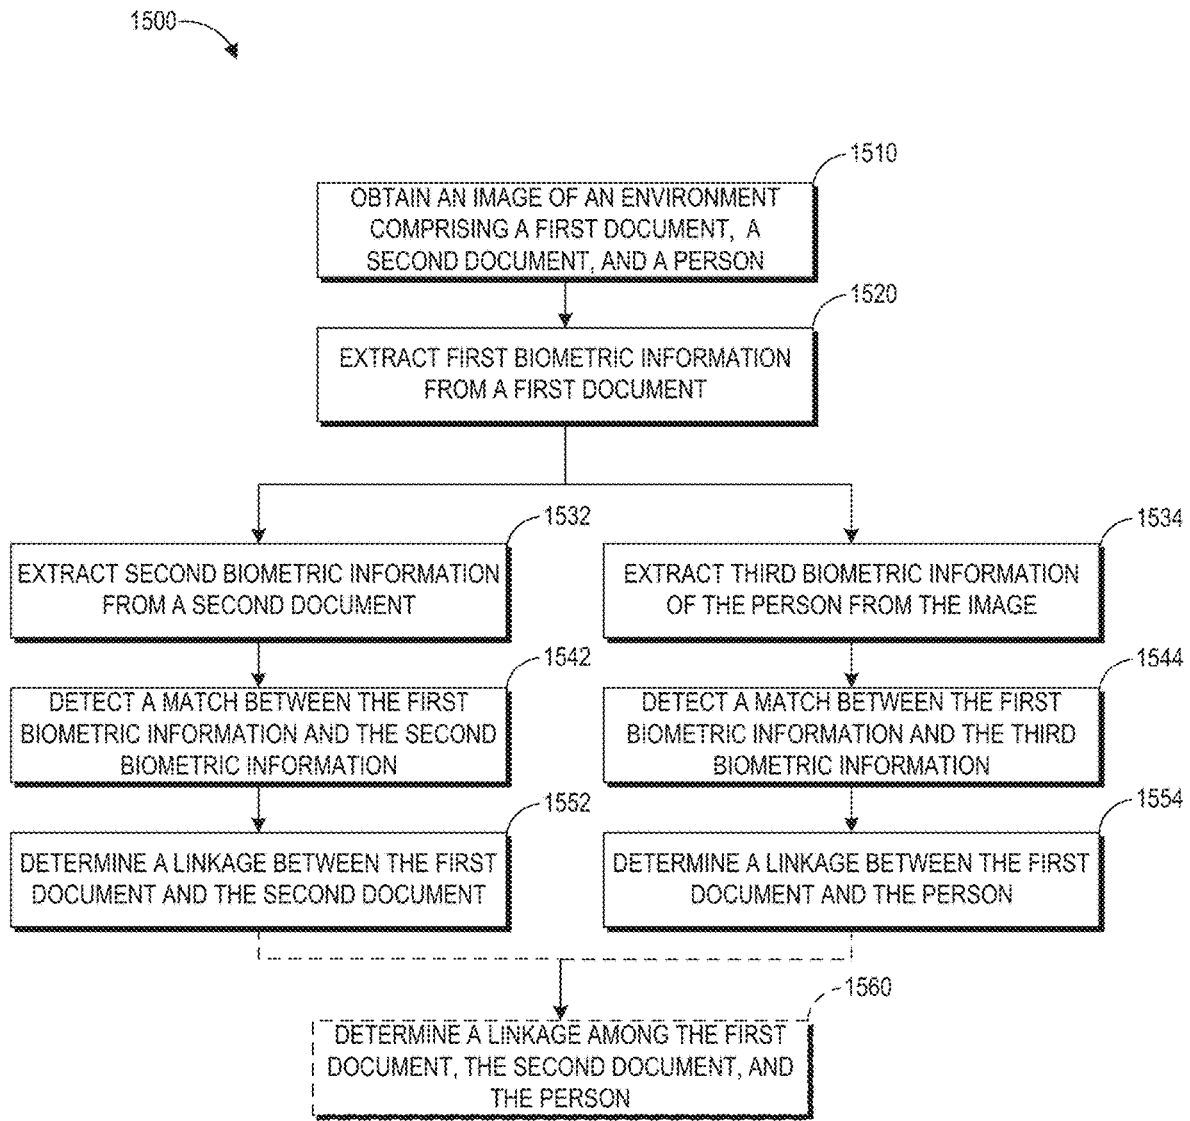 1500
1510
OBTAIN AN IMAGE OF AN ENVIRONMENT
COMPRISING A FIRST DOCUMENT, A
SECOND DOCUMENT, AND A PERSON
1520
EXTRACT FIRST BIOMETRIC INFORMATION
FROM A FIRST DOCUMENT
1532
EXTRACT SECOND BIOMETRIC INFORMATION
FROM A SECOND DOCUMENT
1534
EXTRACT THIRD BIOMETRIC INFORMATION
OF THE PERSON FROM THE IMAGE
1542
DETECT A MATCH BETWEEN THE FIRST
BIOMETRIC INFORMATION AND THE SECOND
BIOMETRIC INFORMATION
1544
DETECT A MATCH BETWEEN THE FIRST
BIOMETRIC INFORMATION AND THE THIRD
BIOMETRIC INFORMATION
1552
DETERMINE A LINKAGE BETWEEN THE FIRST
DOCUMENT AND THE SECOND DOCUMENT
1554
DETERMINE A LINKAGE BETWEEN THE FIRST
DOCUMENT AND THE PERSON
1560
DETERMINE A LINKAGE AMONG THE FIRST
DOCUMENT, THE SECOND DOCUMENT, AND
THE PERSON